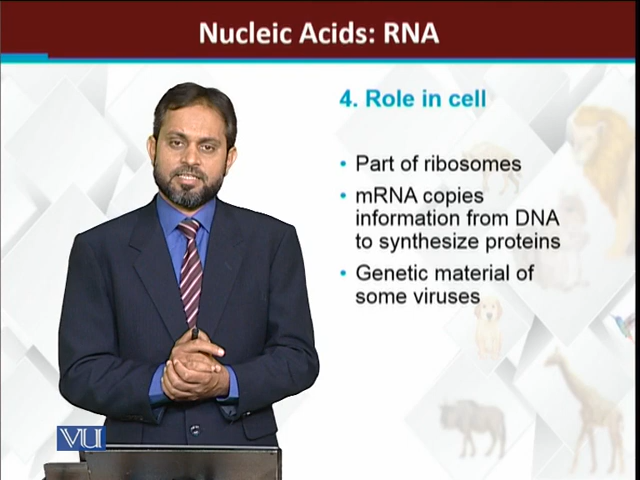 Nucleic Acids: RNA
4. Role in cell
• Part of ribosomes
• mRNA copies
information from DNA
to synthesize proteins
• Genetic material of
some viruses
VU